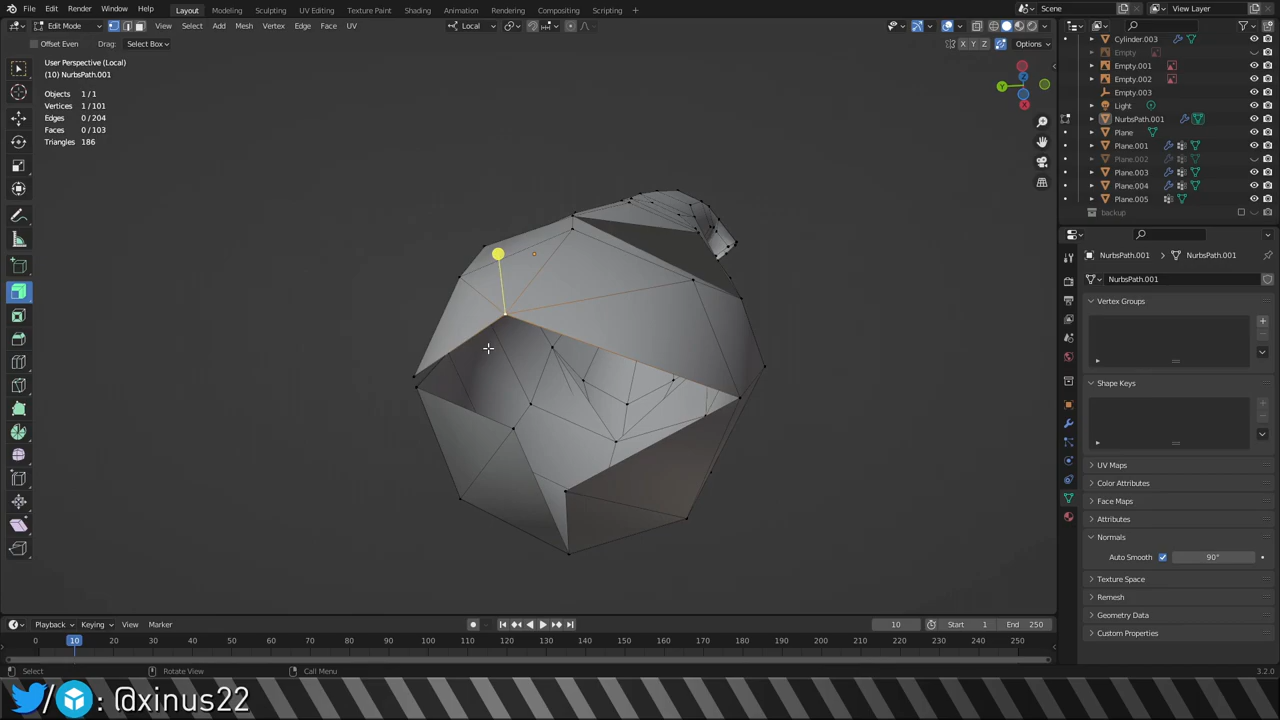 File Edit Render Window Help Layout Modeling Sculpting UV Editing Texture Paint Shading Animation Rendering Compositing Scripting + Scene View Layer
Edit Mode View Select Add Mesh Vertex Edge Face UV Local
Offset Even Drag: Select Box X Y Z Options
User Perspective (Local)
(10) NurbsPath.001
Objects 1/1
Vertices 1/101
Edges 0/204
Faces 0/103
Triangles 186
Z
Y
X
Cylinder.003
Empty
Empty.001
Empty.002
Empty.003
Light
NurbsPath.001
Plane
Plane.001
Plane.002
Plane.003
Plane.004
Plane.005
backup
NurbsPath.001 > NurbsPath.001
NurbsPath.001
Vertex Groups
Shape Keys
UV Maps
Color Attributes
Face Maps
Attributes
Normals
Auto Smooth 90°
Texture Space
Remesh
Geometry Data
Custom Properties
Playback Keying View Marker 10 Start 1 End 250
0 10 20 30 40 50 60 70 80 90 100 110 120 130 140 150 160 170 180 190 200 210 220 230 240 250
Select Rotate View Call Menu 3.2.0
/ : @xinus22